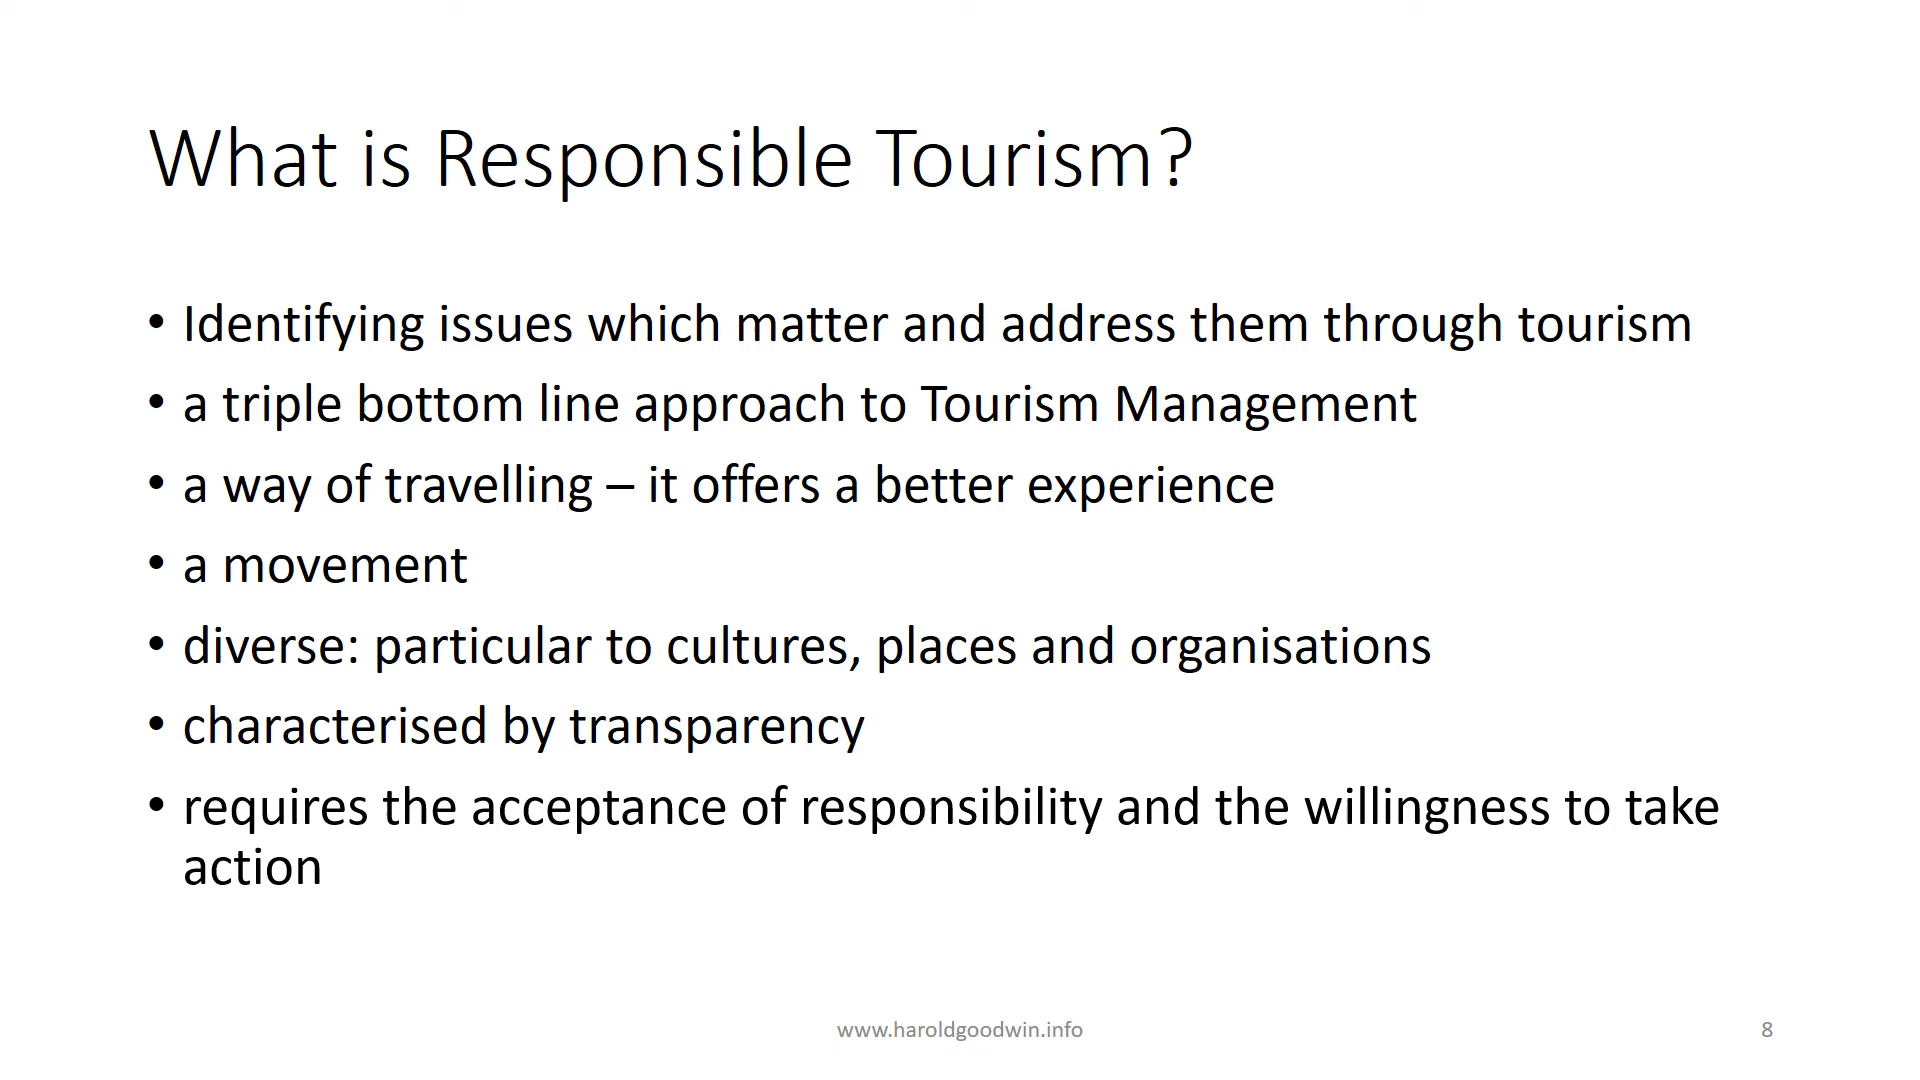 What is Responsible Tourism?
• Identifying issues which matter and address them through tourism
• a triple bottom line approach to Tourism Management
• a way of travelling – it offers a better experience
• a movement
• diverse: particular to cultures, places and organisations
• characterised by transparency
• requires the acceptance of responsibility and the willingness to take
action
www.haroldgoodwin.info
8